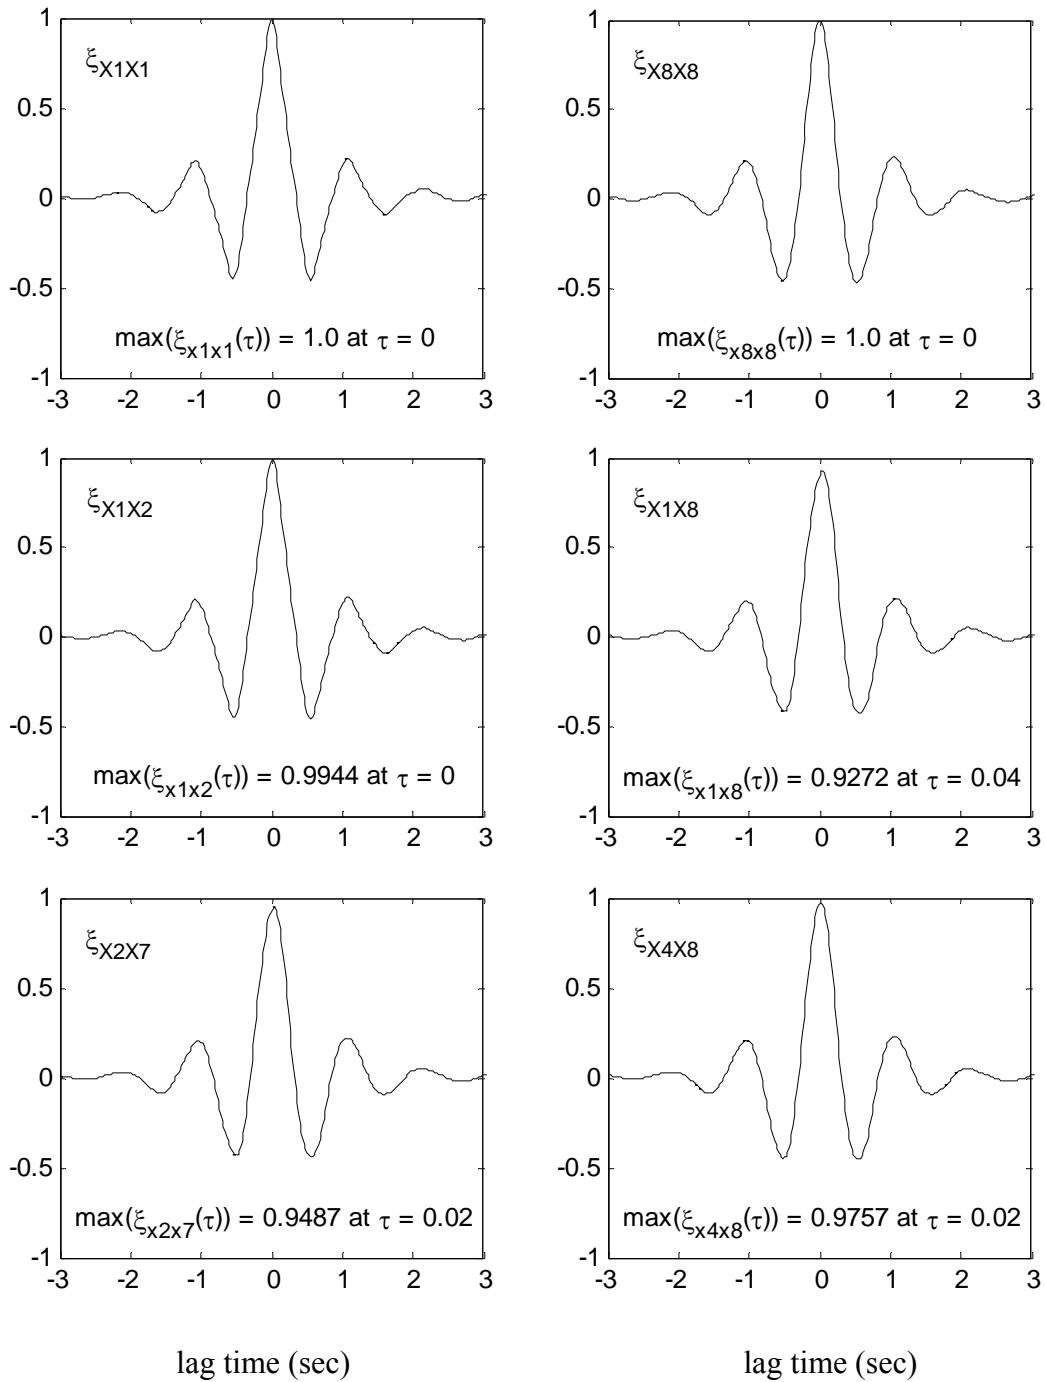 1
0.5
0
-0.5
-1
ξX1X1
max(ξx1x1(τ)) = 1.0 at τ = 0
-3 -2 -1 0 1 2 3
1
0.5
0
-0.5
-1
ξX8X8
max(ξx8x8(τ)) = 1.0 at τ = 0
-3 -2 -1 0 1 2 3
1
0.5
0
-0.5
-1
ξX1X2
max(ξx1x2(τ)) = 0.9944 at τ = 0
-3 -2 -1 0 1 2 3
1
0.5
0
-0.5
-1
ξX1X8
max(ξx1x8(τ)) = 0.9272 at τ = 0.04
-3 -2 -1 0 1 2 3
1
0.5
0
-0.5
-1
ξX2X7
max(ξx2x7(τ)) = 0.9487 at τ = 0.02
-3 -2 -1 0 1 2 3
1
0.5
0
-0.5
-1
ξX4X8
max(ξx4x8(τ)) = 0.9757 at τ = 0.02
-3 -2 -1 0 1 2 3
lag time (sec)
lag time (sec)